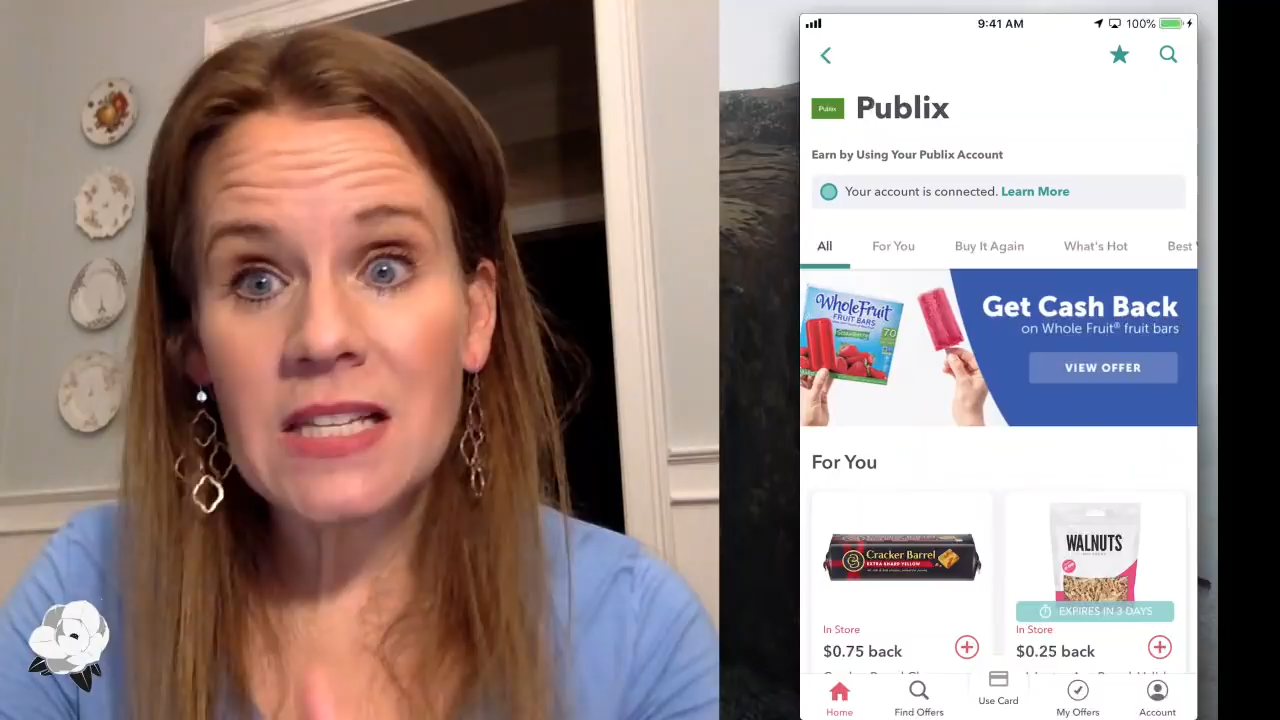 9:41 AM
100%
Publix
Publix
Earn by Using Your Publix Account
Your account is connected. Learn More
All
For You
Buy It Again
What's Hot
Best
WholeFruit
FRUIT BARS
Strawberry
70
Get Cash Back
on Whole Fruit® fruit bars
VIEW OFFER
For You
Cracker Barrel
EXTRA SHARP YELLOW
WALNUTS
EXPIRES IN 3 DAYS
In Store
In Store
$0.75 back
$0.25 back
Home
Find Offers
Use Card
My Offers
Account